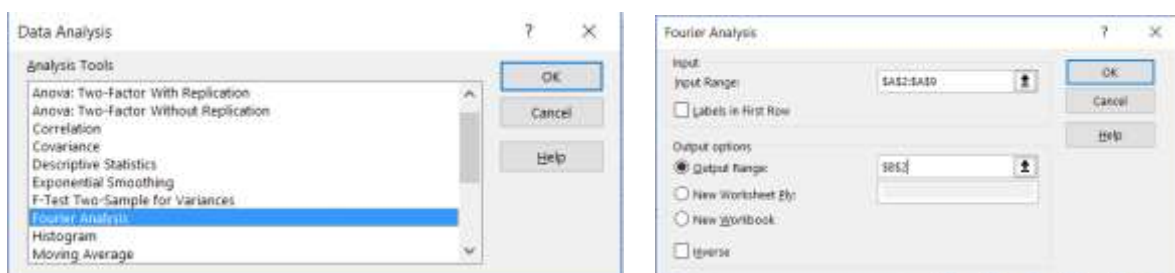 Data Analysis
? ×
Analysis Tools
Anova: Two-Factor With Replication
Anova: Two-Factor Without Replication
Correlation
Covariance
Descriptive Statistics
Exponential Smoothing
F-Test Two-Sample for Variances
Fourier Analysis
Histogram
Moving Average
OK
Cancel
Help
Fourier Analysis
? ×
Input
Input Range:
$A$2:$A$9
Labels in First Row
Output options
Output Range:
$B$2
New Worksheet Ply:
New Workbook
Inverse
OK
Cancel
Help